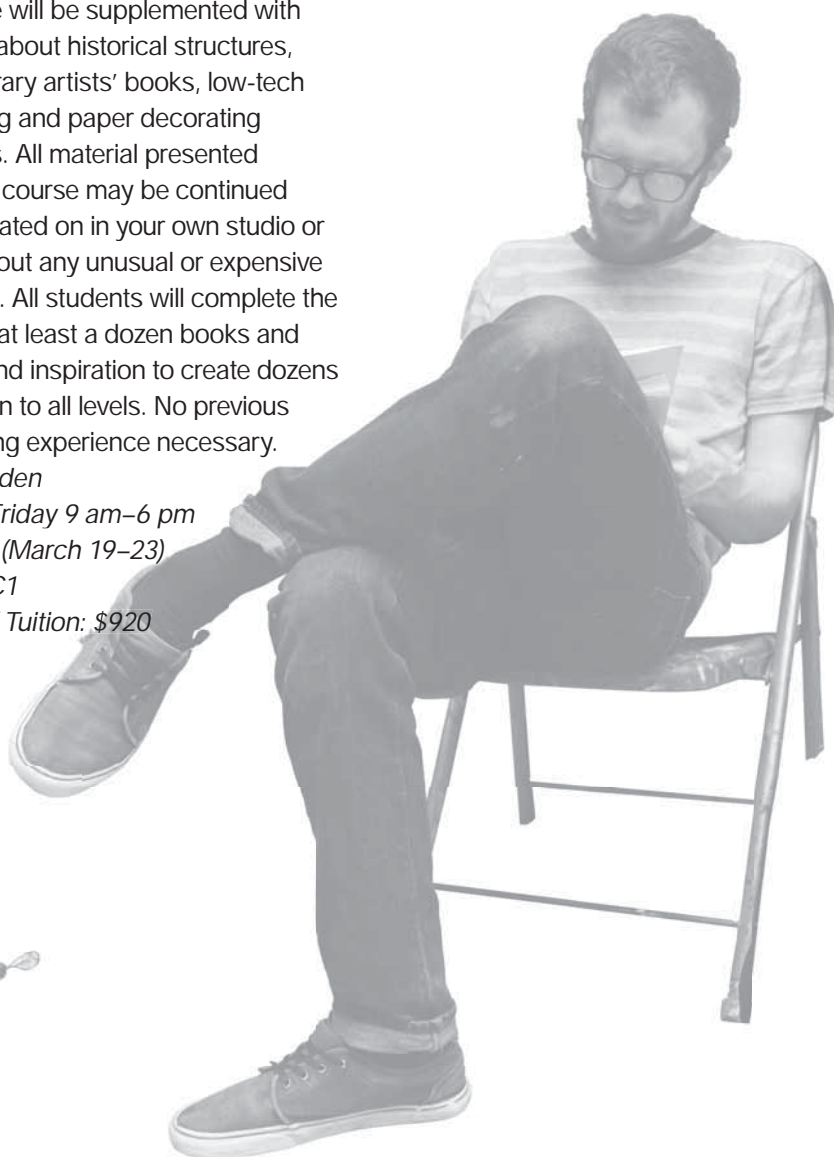 e will be supplemented with
about historical structures,
rary artists’ books, low-tech
g and paper decorating
s. All material presented
course may be continued
ated on in your own studio or
out any unusual or expensive
. All students will complete the
at least a dozen books and
nd inspiration to create dozens
n to all levels. No previous
ng experience necessary.
den
Friday 9 am–6 pm
(March 19–23)
C1
Tuition: $920